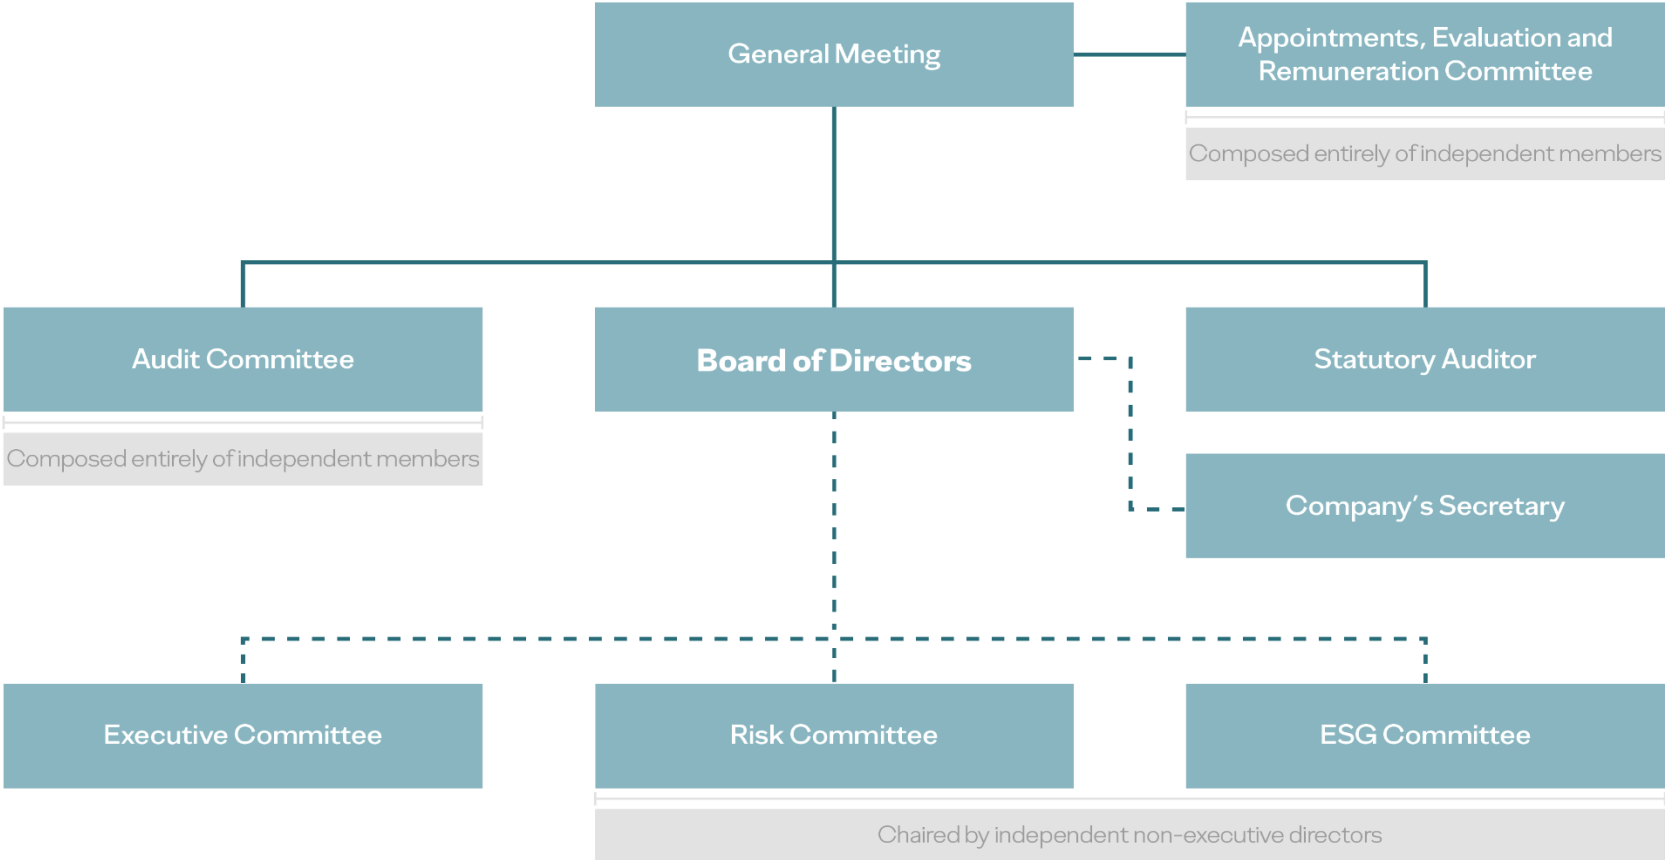 General Meeting
Appointments, Evaluation and
Remuneration Committee
Composed entirely of independent members
Audit Committee
Board of Directors
Statutory Auditor
Composed entirely of independent members
Company's Secretary
Executive Committee
Risk Committee
ESG Committee
Chaired by independent non-executive directors